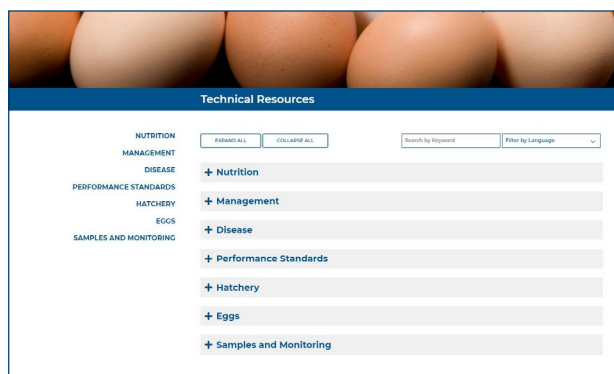 Technical Resources
NUTRITION
MANAGEMENT
DISEASE
PERFORMANCE STANDARDS
HATCHERY
EGGS
SAMPLES AND MONITORING
EXPAND ALL COLLAPSE ALL Search by Keyword Filter by Language
+ Nutrition
+ Management
+ Disease
+ Performance Standards
+ Hatchery
+ Eggs
+ Samples and Monitoring